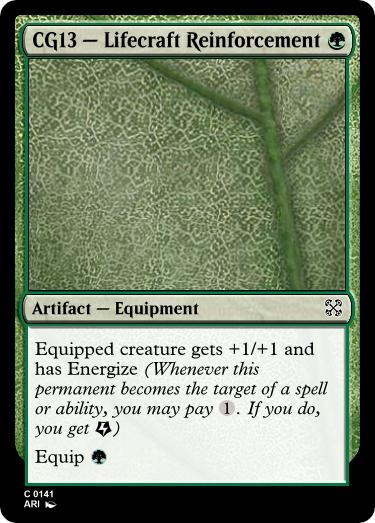 CG13 — Lifecraft Reinforcement
Artifact — Equipment
Equipped creature gets +1/+1 and
has Energize (Whenever this
permanent becomes the target of a spell
or ability, you may pay 1. If you do,
you get )
Equip
C 0141
ARI